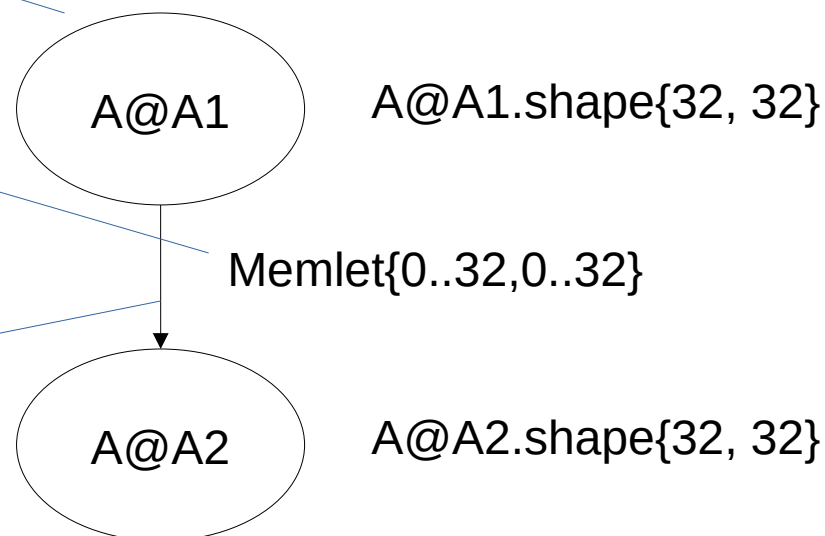 A@A1
A@A1.shape{32, 32}
Memlet{0..32,0..32}
A@A2
A@A2.shape{32, 32}